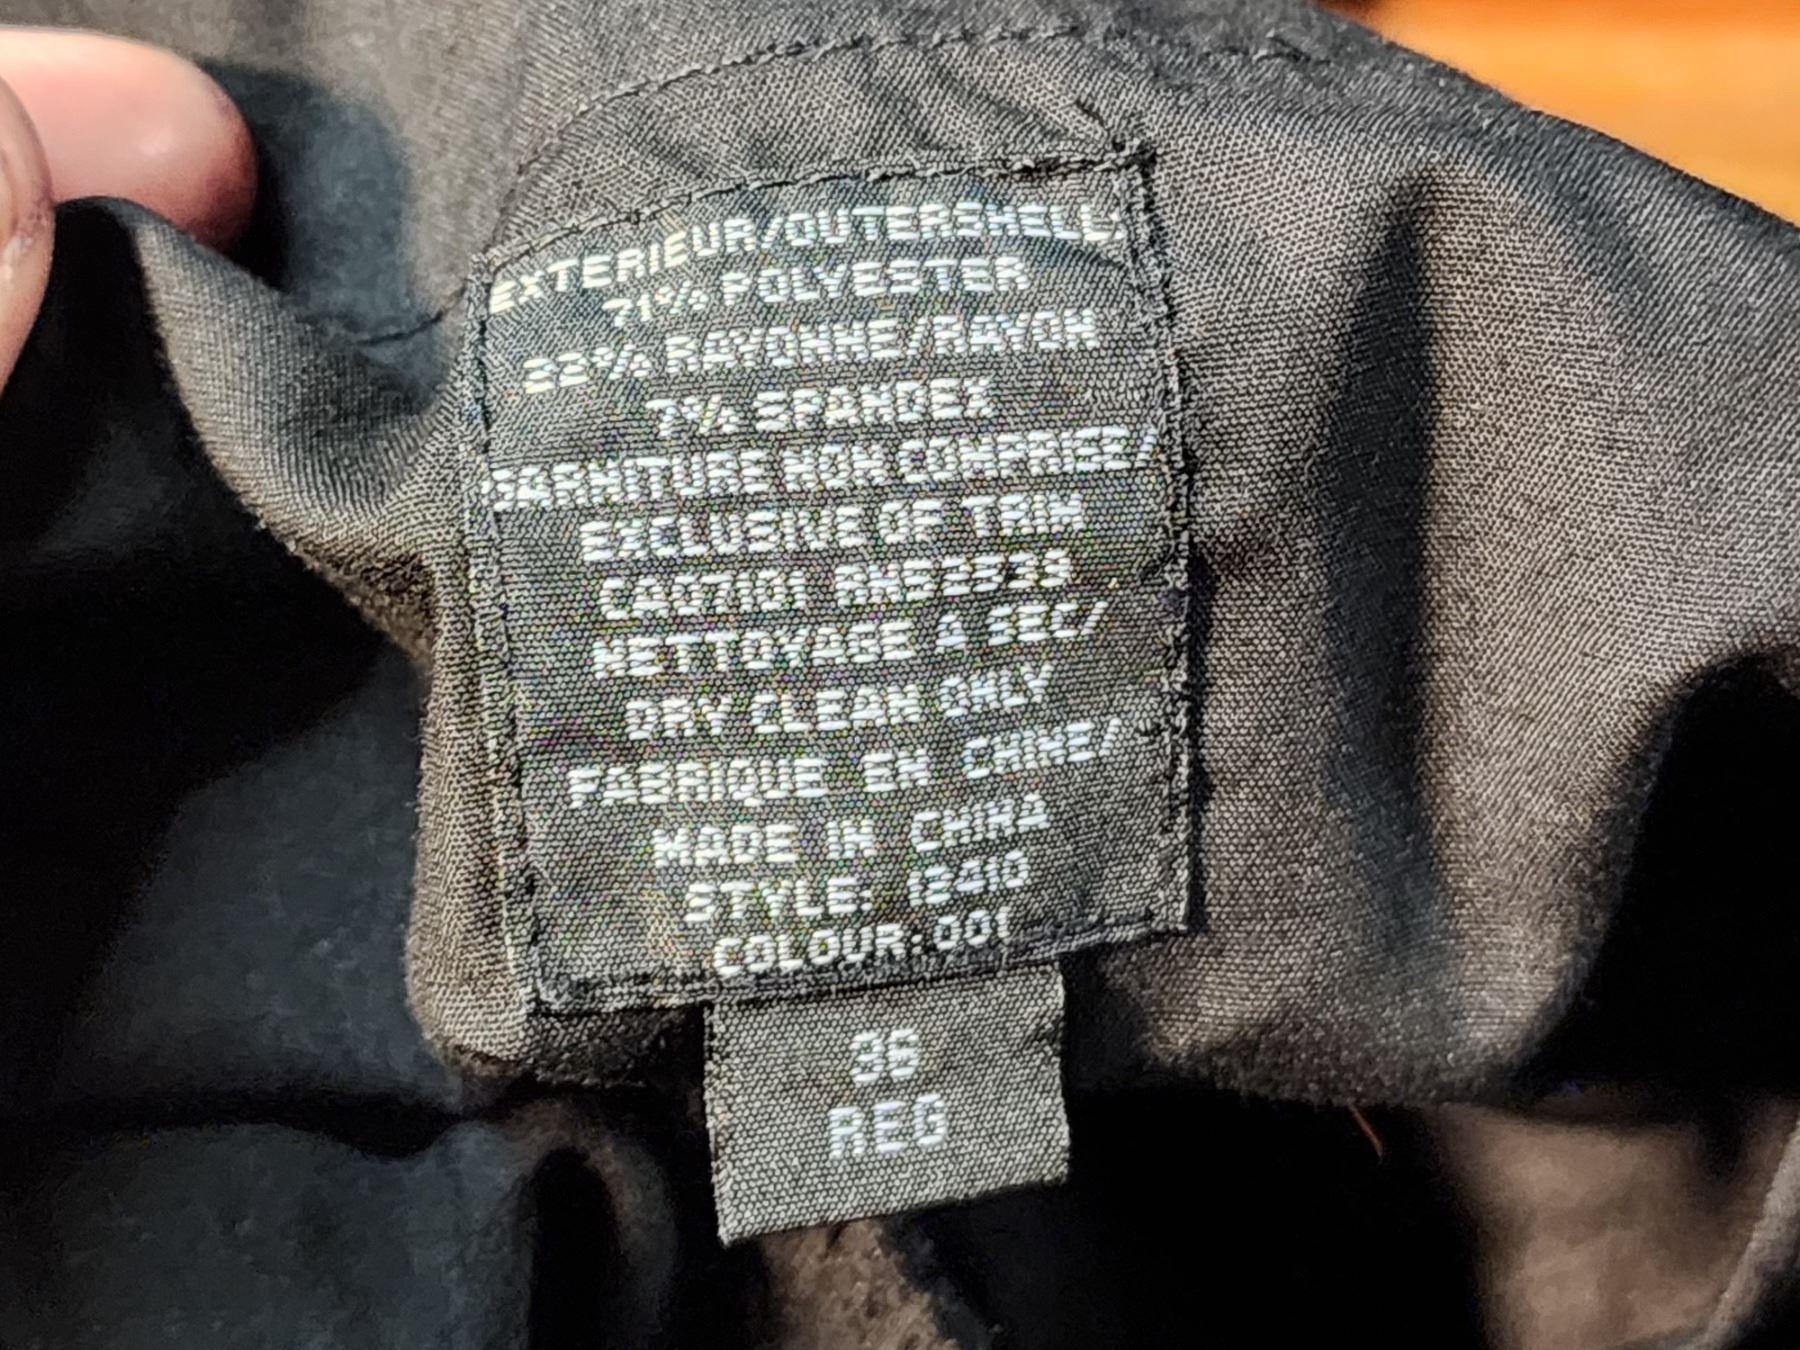 EXTERIEUR/OUTERSHELL:
71% POLYESTER
22% RAYONNE/RAYON
7% SPANDEX
GARNITURE NON COMPRISE/
EXCLUSIVE OF TRIM
NETTOYAGE A SEC/
DRY CLEAN ONLY
FABRIQUE EN CHINE/
MADE IN CHINA
STYLE: 18410
COLOUR: 001
36
REG